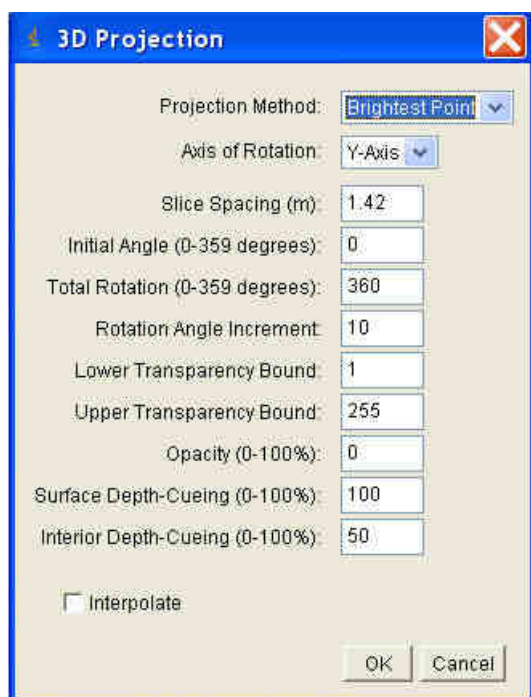 3D Projection
Projection Method: Brightest Point
Axis of Rotation: Y-Axis
Slice Spacing (m): 1.42
Initial Angle (0-359 degrees): 0
Total Rotation (0-359 degrees): 360
Rotation Angle Increment: 10
Lower Transparency Bound: 1
Upper Transparency Bound: 255
Opacity (0-100%): 0
Surface Depth-Cueing (0-100%): 100
Interior Depth-Cueing (0-100%): 50
Interpolate
OK Cancel